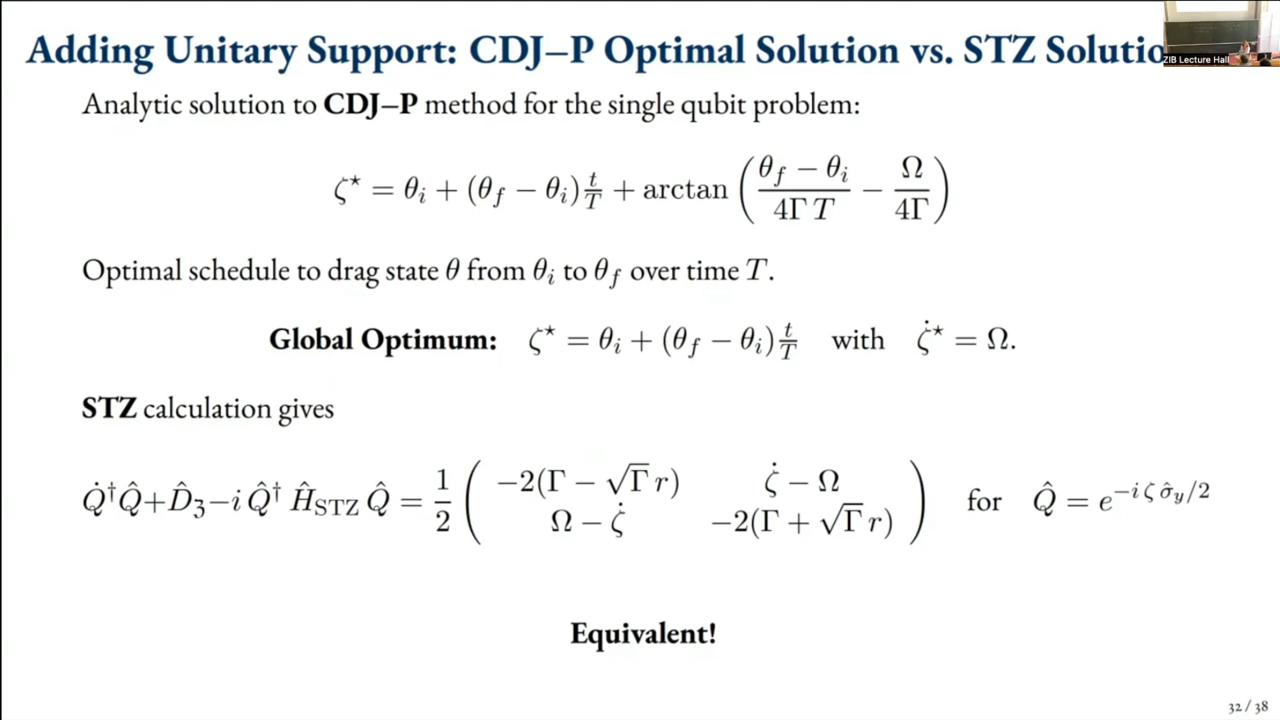 Adding Unitary Support: CDJ–P Optimal Solution vs. STZ Solutio
ZIB Lecture Hall
Analytic solution to CDJ–P method for the single qubit problem:
ζ⋆ = θ_i + (θ_f − θ_i) t/T + arctan ( (θ_f − θ_i)/(4Γ T) − Ω/(4Γ) )
Optimal schedule to drag state θ from θ_i to θ_f over time T.
Global Optimum: ζ⋆ = θ_i + (θ_f − θ_i) t/T with ζ̇⋆ = Ω.
STZ calculation gives
Q̂̇†Q̂+D̂₃−i Q̂† Ĥ_STZ Q̂ = 1/2 ( −2(Γ − √Γ r) ζ̇ − Ω ; Ω − ζ̇ −2(Γ + √Γ r) ) for Q̂ = e^{−i ζ σ̂_y/2}
Equivalent!
32 / 38